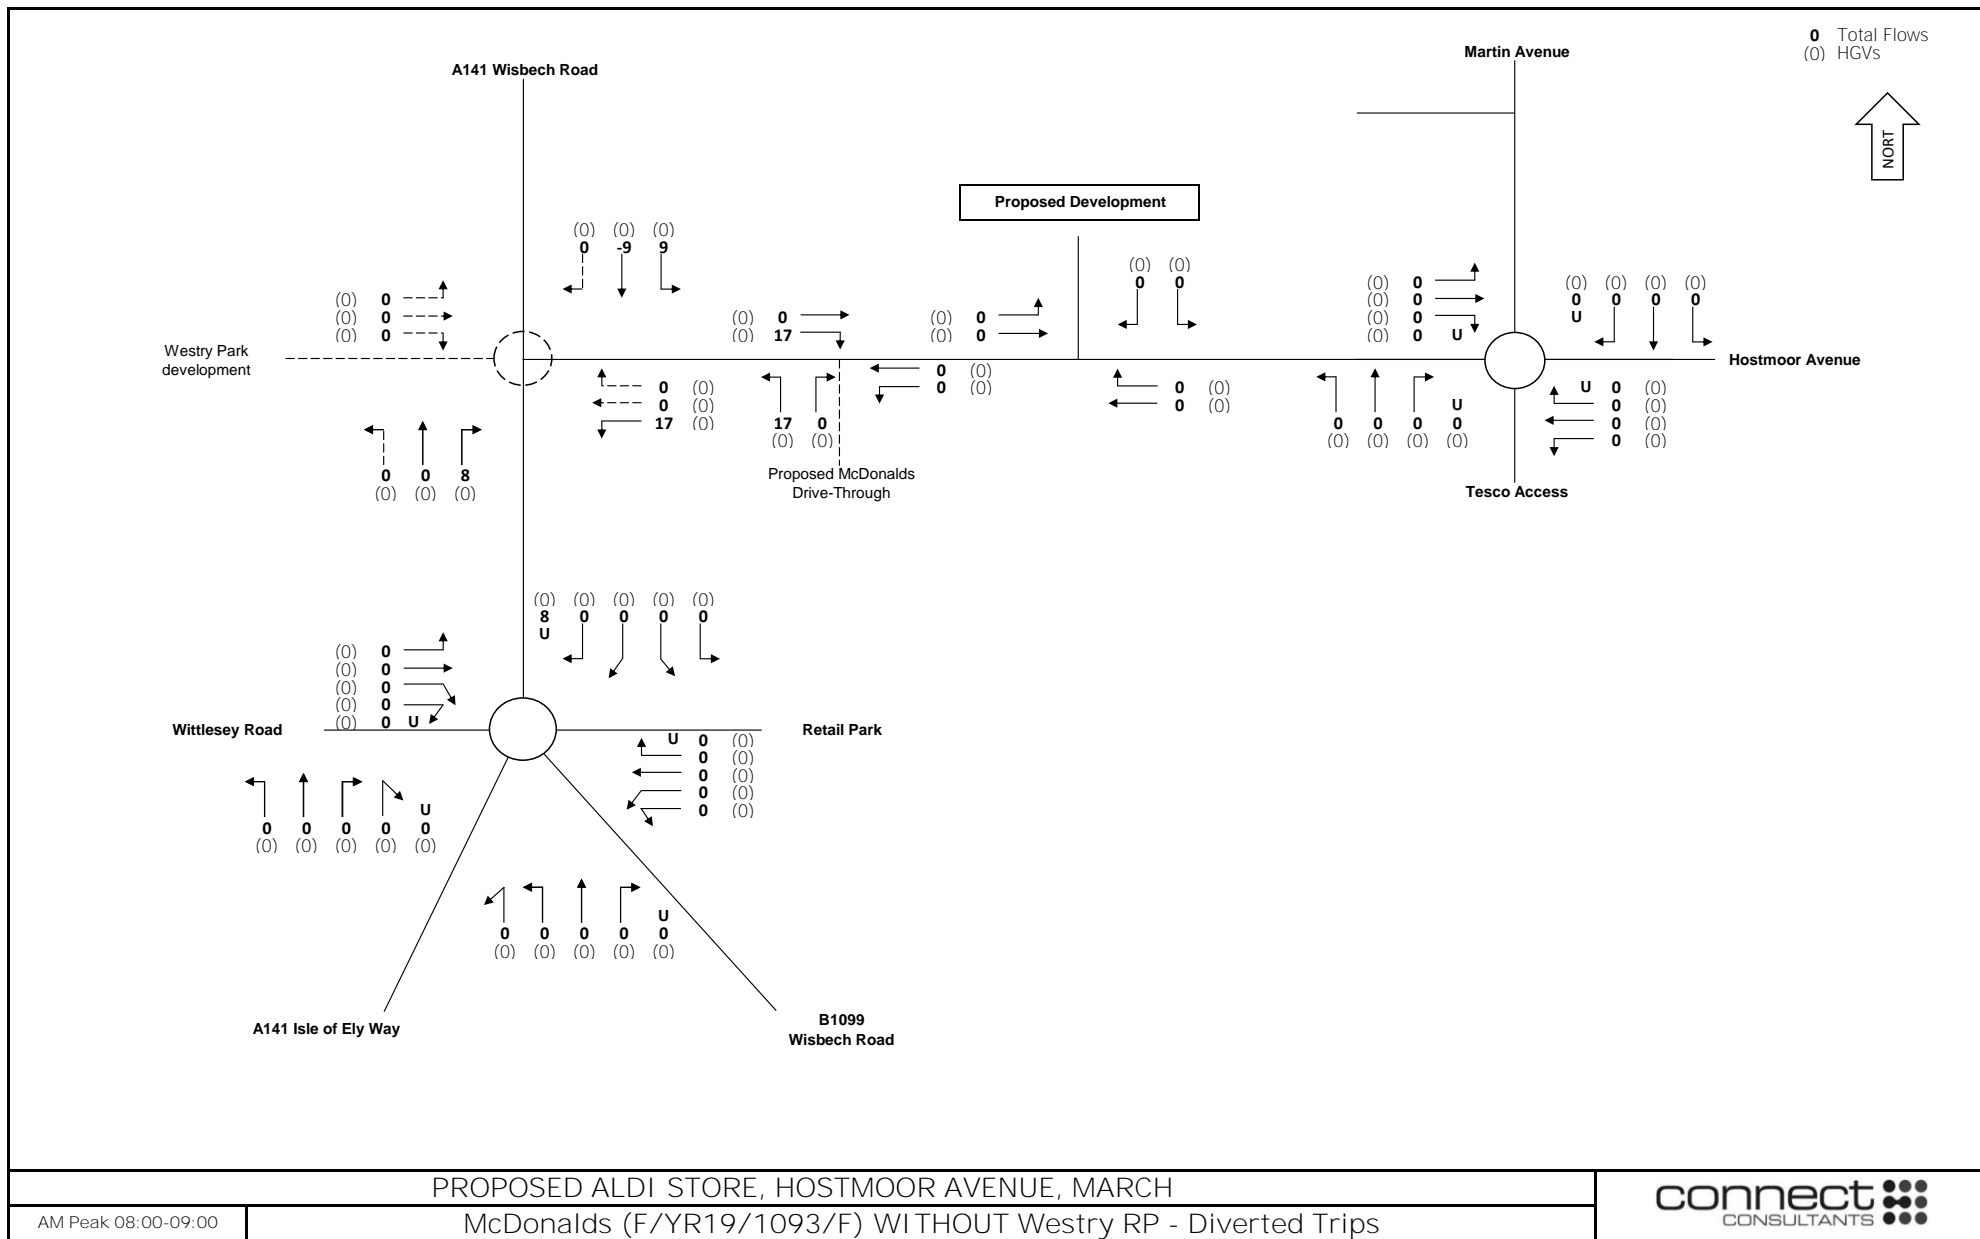 0 Total Flows
(0) HGVs
NORT
Martin Avenue
A141 Wisbech Road
Proposed Development
(0) (0) (0)
0 -9 9
(0) 0
(0) 0
(0) 0
Westry Park
development
(0) 0
(0) 17
(0) 0
(0) 0
(0) (0)
0 0
(0) 0
(0) 0
(0) 0
(0) 0 U
(0) (0) (0) (0)
0 0 0 0
U
Hostmoor Avenue
0 (0)
0 (0)
17 (0)
17 0
(0) (0)
0 (0)
0 (0)
0 (0)
0 (0)
U
0 0 0 0
(0) (0) (0) (0)
U 0 (0)
0 (0)
0 (0)
0 (0)
0 0 8
(0) (0) (0)
Proposed McDonalds
Drive-Through
Tesco Access
(0) (0) (0) (0) (0)
8 0 0 0 0
U
(0) 0
(0) 0
(0) 0
(0) 0
(0) 0 U
Wittlesey Road
Retail Park
U 0 (0)
0 (0)
0 (0)
0 (0)
0 (0)
U
0 0 0 0 0
(0) (0) (0) (0) (0)
U
0 0 0 0 0
(0) (0) (0) (0) (0)
A141 Isle of Ely Way
B1099
Wisbech Road
PROPOSED ALDI STORE, HOSTMOOR AVENUE, MARCH
AM Peak 08:00-09:00
McDonalds (F/YR19/1093/F) WITHOUT Westry RP - Diverted Trips
connect
CONSULTANTS